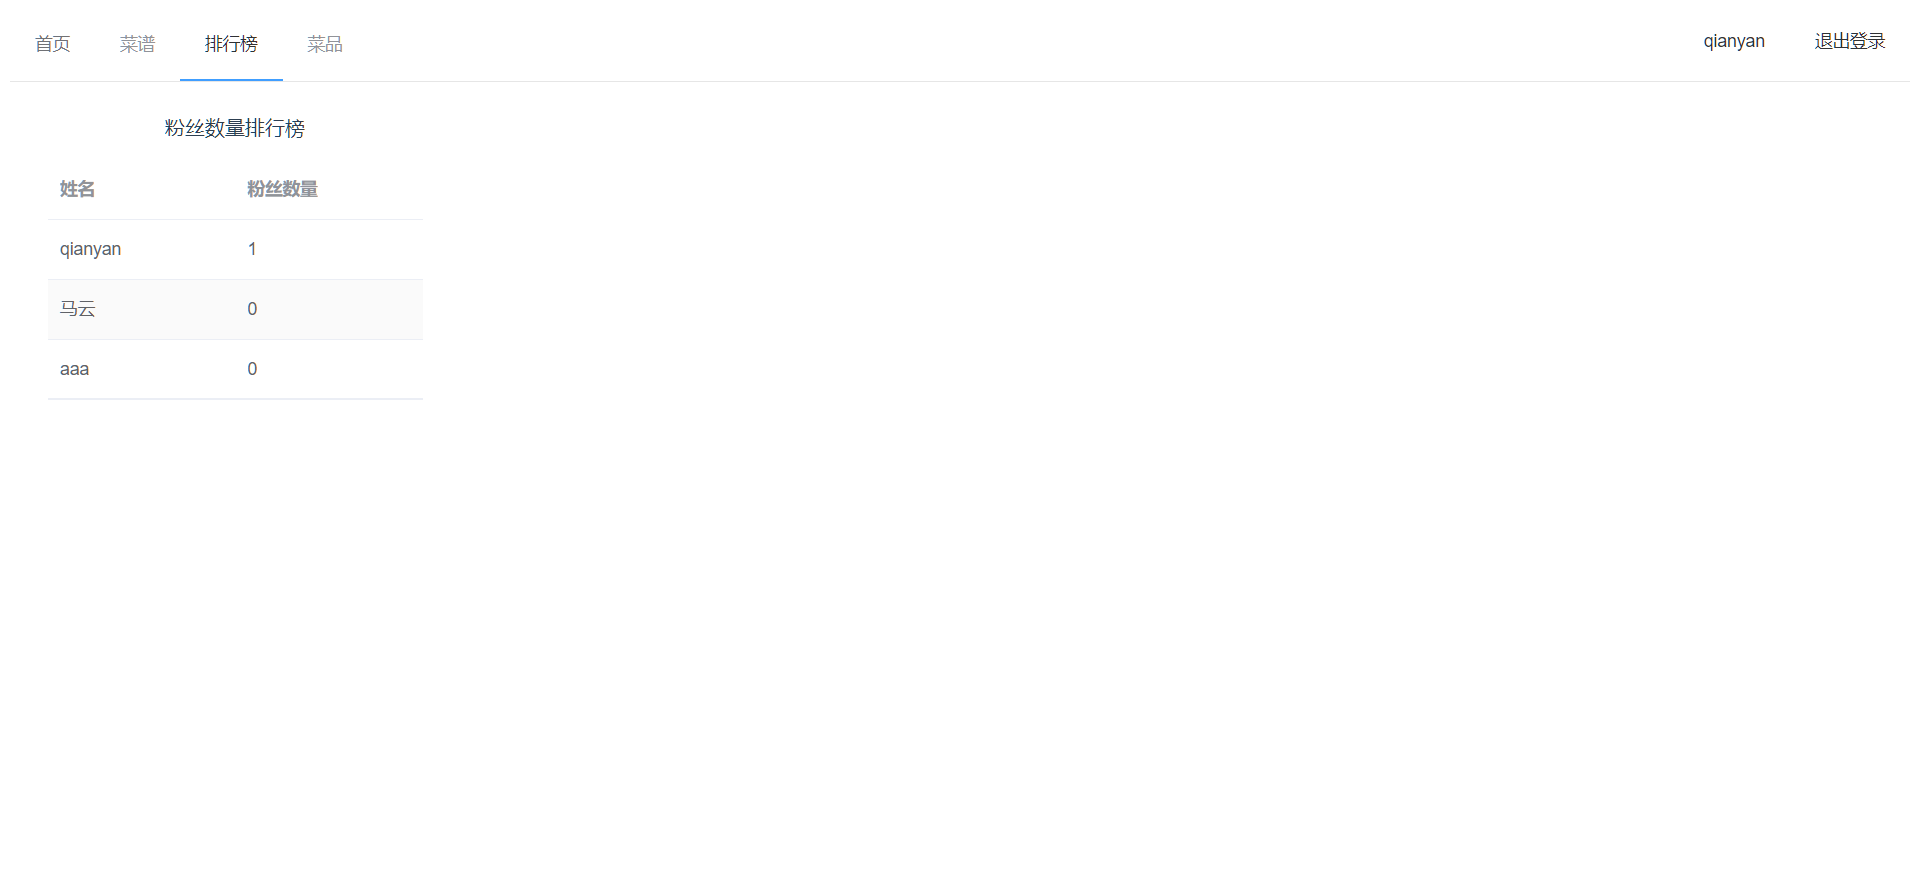 首页 菜谱 排行榜 菜品 qianyan 退出登录
粉丝数量排行榜
姓名 粉丝数量
qianyan 1
马云 0
aaa 0